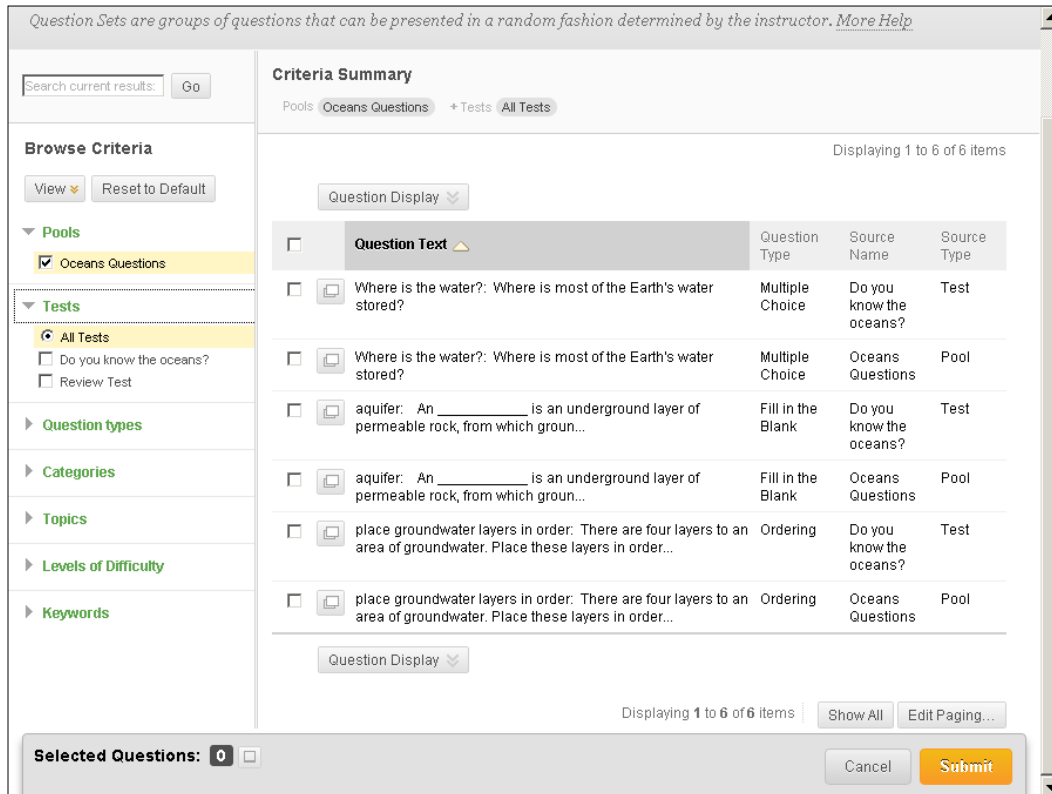 Question Sets are groups of questions that can be presented in a random fashion determined by the instructor. More Help
Search current results:
Go
Browse Criteria
View
Reset to Default
Pools
Oceans Questions
Tests
All Tests
Do you know the oceans?
Review Test
Question types
Categories
Topics
Levels of Difficulty
Keywords
Criteria Summary
Pools Oceans Questions + Tests All Tests
Displaying 1 to 6 of 6 items
Question Display
Question Text
Question
Type
Source
Name
Source
Type
Where is the water?: Where is most of the Earth's water
stored?
Multiple
Choice
Do you
know the
oceans?
Test
Where is the water?: Where is most of the Earth's water
stored?
Multiple
Choice
Oceans
Questions
Pool
aquifer: An ____________ is an underground layer of
permeable rock, from which groun...
Fill in the
Blank
Do you
know the
oceans?
Test
aquifer: An ____________ is an underground layer of
permeable rock, from which groun...
Fill in the
Blank
Oceans
Questions
Pool
place groundwater layers in order: There are four layers to an
area of groundwater. Place these layers in order...
Ordering
Do you
know the
oceans?
Test
place groundwater layers in order: There are four layers to an
area of groundwater. Place these layers in order...
Ordering
Oceans
Questions
Pool
Question Display
Displaying 1 to 6 of 6 items
Show All
Edit Paging...
Selected Questions: 0
Cancel
Submit